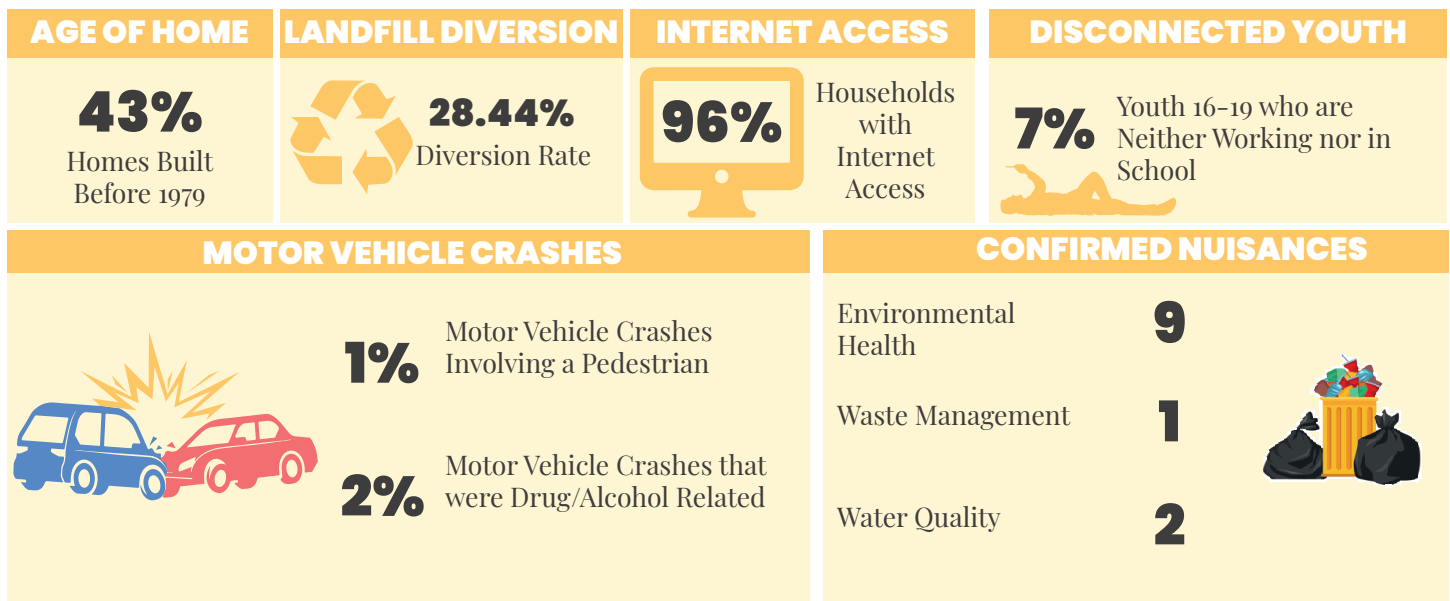 AGE OF HOME
43%
Homes Built
Before 1979
LANDFILL DIVERSION
28.44%
Diversion Rate
INTERNET ACCESS
96%
Households
with
Internet
Access
DISCONNECTED YOUTH
7%
Youth 16-19 who are
Neither Working nor in
School
MOTOR VEHICLE CRASHES
1%
Motor Vehicle Crashes
Involving a Pedestrian
2%
Motor Vehicle Crashes that
were Drug/Alcohol Related
CONFIRMED NUISANCES
Environmental
Health
9
Waste Management
1
Water Quality
2